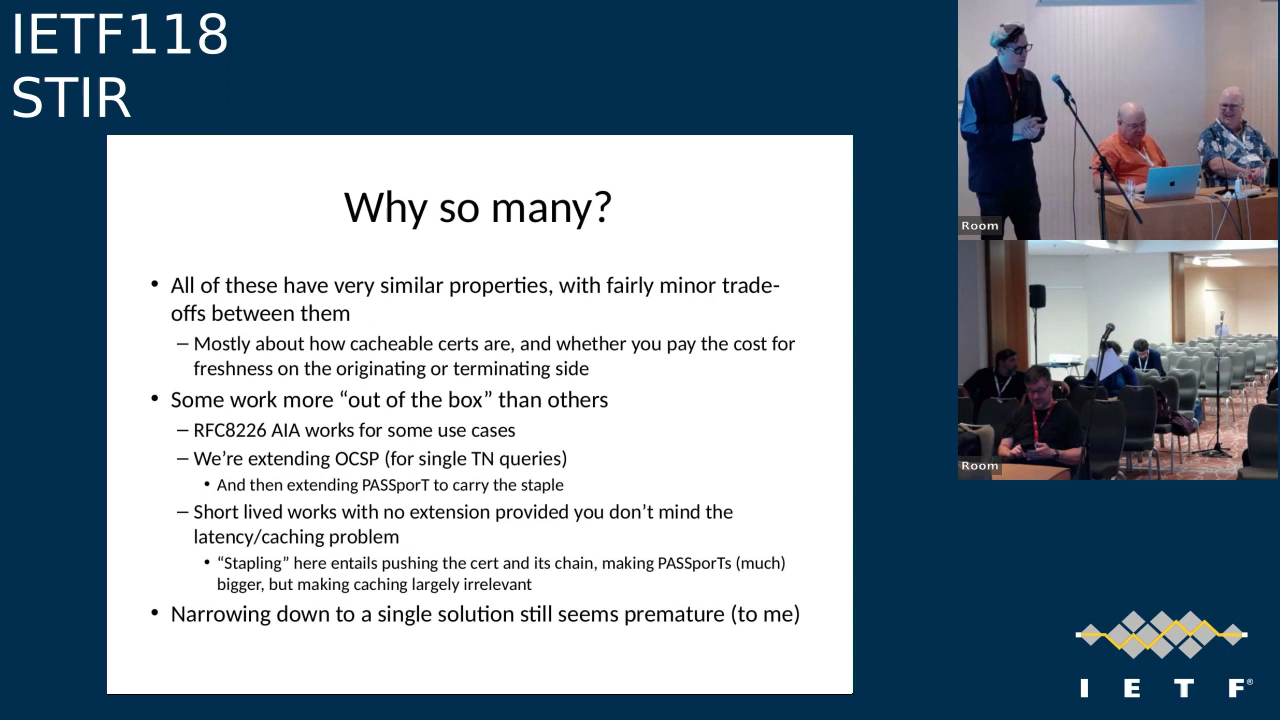 IETF118
STIR
Why so many?
• All of these have very similar properties, with fairly minor trade-
offs between them
– Mostly about how cacheable certs are, and whether you pay the cost for
freshness on the originating or terminating side
• Some work more “out of the box” than others
– RFC8226 AIA works for some use cases
– We’re extending OCSP (for single TN queries)
• And then extending PASSporT to carry the staple
– Short lived works with no extension provided you don’t mind the
latency/caching problem
• “Stapling” here entails pushing the cert and its chain, making PASSporTs (much)
bigger, but making caching largely irrelevant
• Narrowing down to a single solution still seems premature (to me)
Room
Room
I E T F®